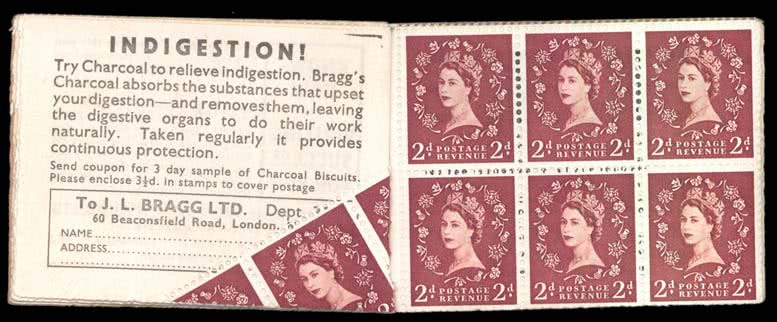 INDIGESTION!
Try Charcoal to relieve indigestion. Bragg's
Charcoal absorbs the substances that upset
your digestion—and removes them, leaving
the digestive organs to do their work
naturally. Taken regularly it provides
continuous protection.
Send coupon for 3 day sample of Charcoal Biscuits.
Please enclose 3½d. in stamps to cover postage
To J. L. BRAGG LTD. Dept.
60 Beaconsfield Road, London.
NAME
ADDRESS
2d POSTAGE REVENUE 2d
2d POSTAGE REVENUE 2d
2d POSTAGE REVENUE 2d
2d POSTAGE REVENUE 2d
2d POSTAGE REVENUE 2d
2d POSTAGE REVENUE 2d
2d POSTAGE REVENUE 2d